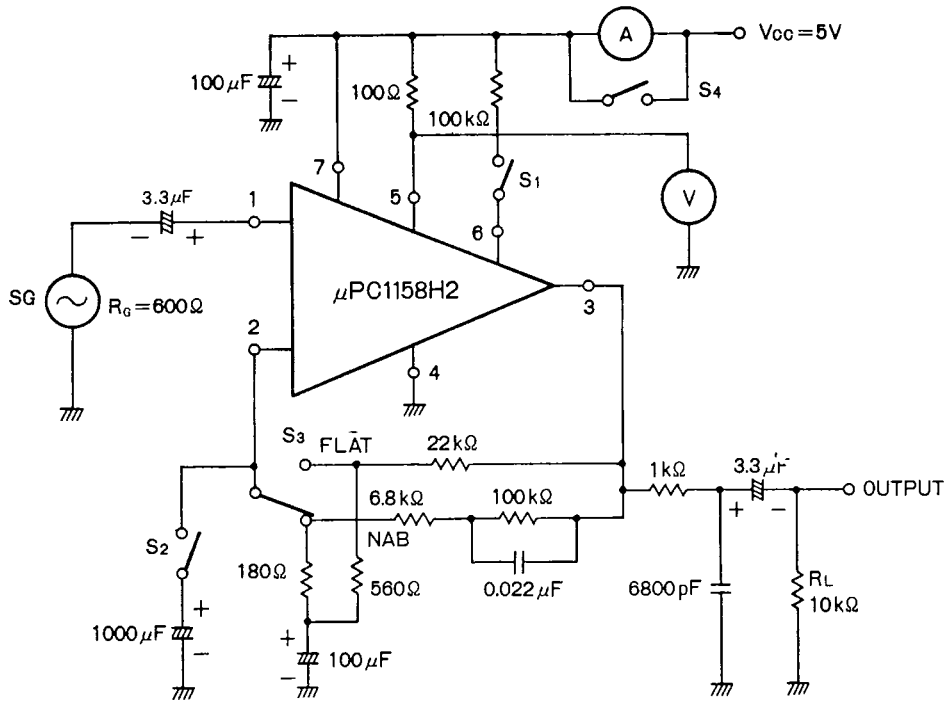 A
Vcc=5V
+
100μF
−
100Ω
100kΩ
S4
7
S1
5
V
3.3μF
1
− +
6
μPC1158H2
3
SG
RG=600Ω
2
4
S3
FLAT
22kΩ
1kΩ
3.3μF
OUTPUT
+ −
6.8kΩ
100kΩ
NAB
S2
180Ω
560Ω
0.022μF
6800pF
RL
10kΩ
+
1000μF
−
+
100μF
−